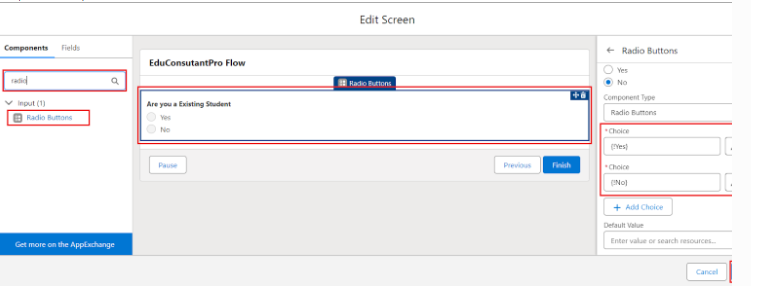 Edit Screen
Components Fields
radio
Input (1)
Radio Buttons
Get more on the AppExchange
EduConsutantPro Flow
Radio Buttons
Are you a Existing Student
Yes
No
Pause
Previous
Finish
Radio Buttons
Yes
No
Component Type
Radio Buttons
* Choice
{!Yes}
* Choice
{!No}
+ Add Choice
Default Value
Enter value or search resources...
Cancel